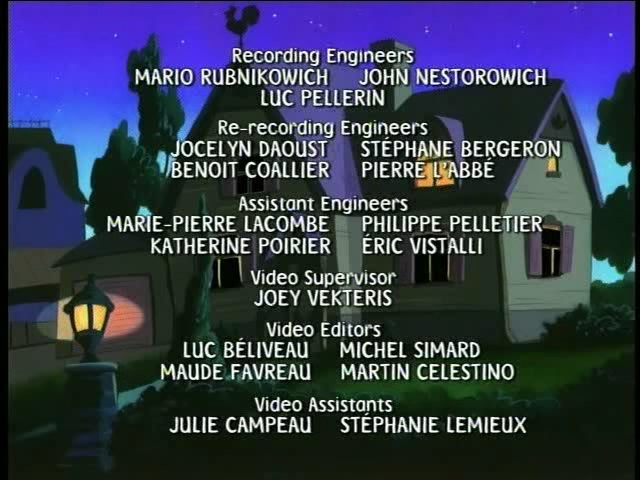 Recording Engineers
MARIO RUBNIKOWICH JOHN NESTOROWICH
LUC PELLERIN
Re-recording Engineers
JOCELYN DAOUST STÉPHANE BERGERON
BENOIT COALLIER PIERRE L'ABBÉ
Assistant Engineers
MARIE-PIERRE LACOMBE PHILIPPE PELLETIER
KATHERINE POIRIER ÉRIC VISTALLI
Video Supervisor
JOEY VEKTERIS
Video Editors
LUC BÉLIVEAU MICHEL SIMARD
MAUDE FAVREAU MARTIN CELESTINO
Video Assistants
JULIE CAMPEAU STÉPHANIE LEMIEUX